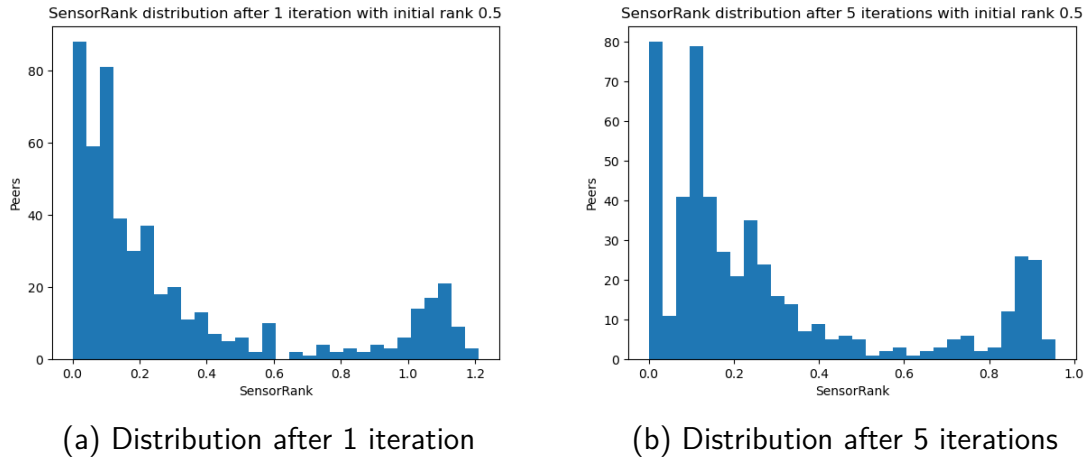 SensorRank distribution after 1 iteration with initial rank 0.5
80
60
40
20
0
Peers
0.0 0.2 0.4 0.6 0.8 1.0 1.2
SensorRank
(a) Distribution after 1 iteration
SensorRank distribution after 5 iterations with initial rank 0.5
80
70
60
50
40
30
20
10
0
Peers
0.0 0.2 0.4 0.6 0.8 1.0
SensorRank
(b) Distribution after 5 iterations